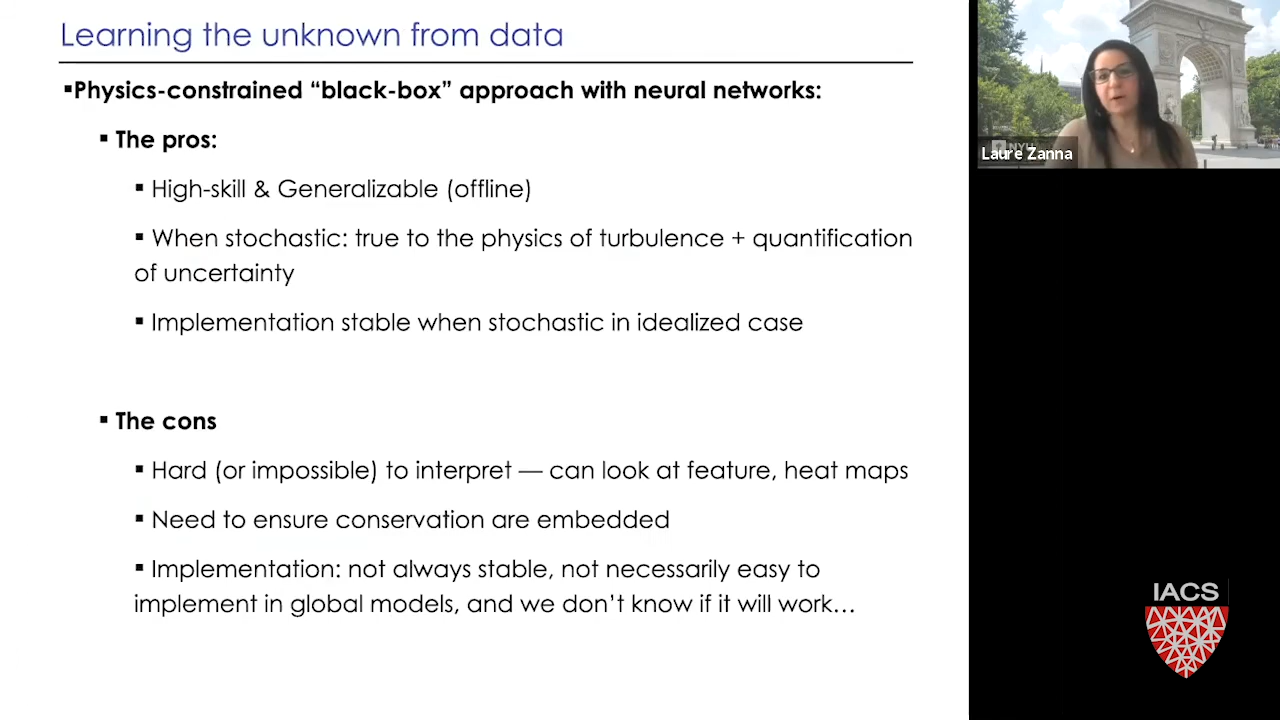 Learning the unknown from data
▪Physics-constrained “black-box” approach with neural networks:
▪ The pros:
▪ High-skill & Generalizable (offline)
▪ When stochastic: true to the physics of turbulence + quantification
of uncertainty
▪ Implementation stable when stochastic in idealized case
▪ The cons
▪ Hard (or impossible) to interpret — can look at feature, heat maps
▪ Need to ensure conservation are embedded
▪ Implementation: not always stable, not necessarily easy to
implement in global models, and we don’t know if it will work…
NYU
Laure Zanna
IACS